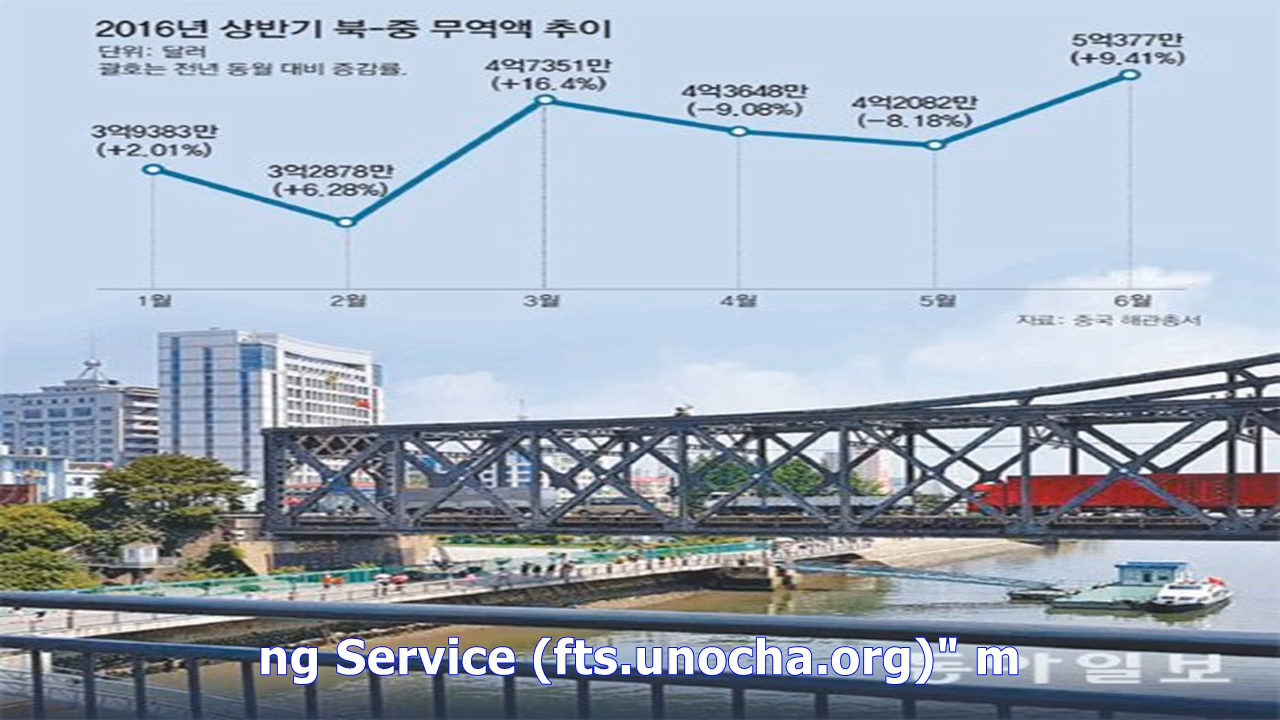 2016년 상반기 북-중 무역액 추이
단위: 달러
괄호는 전년 동월 대비 증감률.
3억9383만
(+2.01%)
3억2878만
(+6.28%)
4억7351만
(+16.4%)
4억3648만
(-9.08%)
4억2082만
(-8.18%)
5억377만
(+9.41%)
1월 2월 3월 4월 5월 6월
자료: 중국 해관총서
ng Service (fts.unocha.org)" m
동아일보